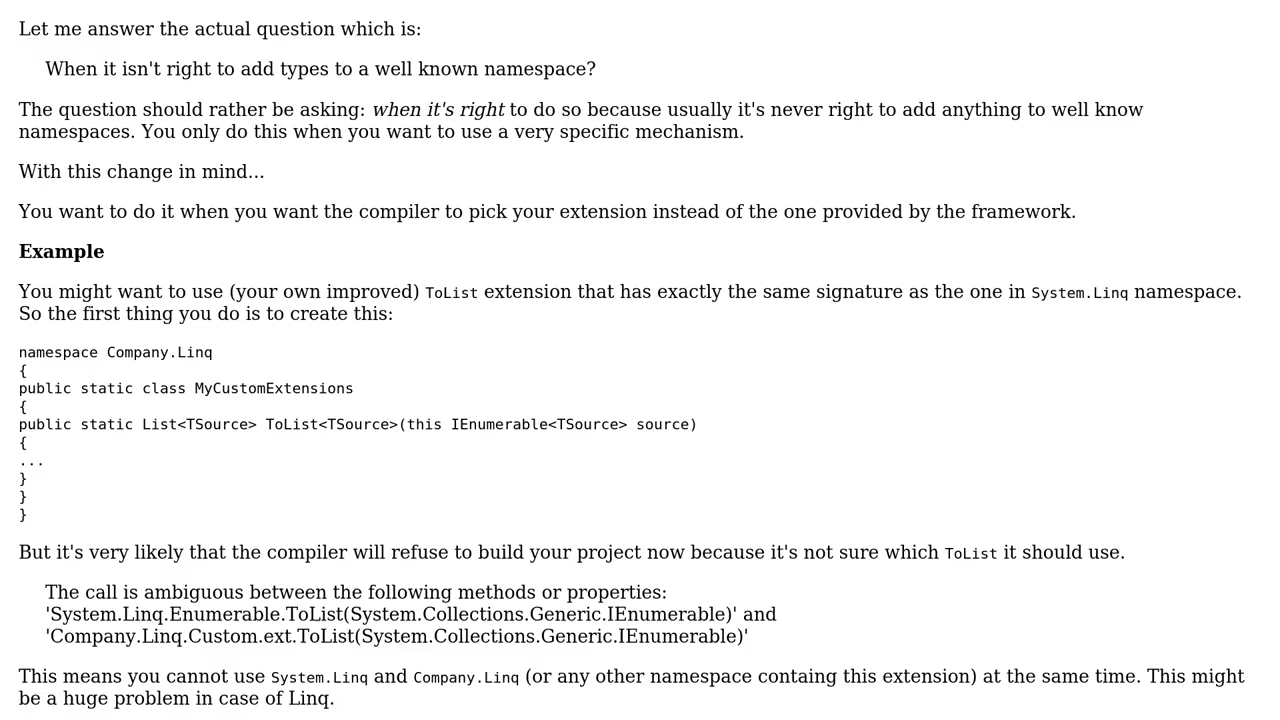 Let me answer the actual question which is:
When it isn't right to add types to a well known namespace?
The question should rather be asking: when it's right to do so because usually it's never right to add anything to well know
namespaces. You only do this when you want to use a very specific mechanism.
With this change in mind...
You want to do it when you want the compiler to pick your extension instead of the one provided by the framework.
Example
You might want to use (your own improved) ToList extension that has exactly the same signature as the one in System.Linq namespace.
So the first thing you do is to create this:
namespace Company.Linq
{
public static class MyCustomExtensions
{
public static List<TSource> ToList<TSource>(this IEnumerable<TSource> source)
{
...
}
}
}
But it's very likely that the compiler will refuse to build your project now because it's not sure which ToList it should use.
The call is ambiguous between the following methods or properties:
'System.Linq.Enumerable.ToList(System.Collections.Generic.IEnumerable)' and
'Company.Linq.Custom.ext.ToList(System.Collections.Generic.IEnumerable)'
This means you cannot use System.Linq and Company.Linq (or any other namespace containg this extension) at the same time. This might
be a huge problem in case of Linq.